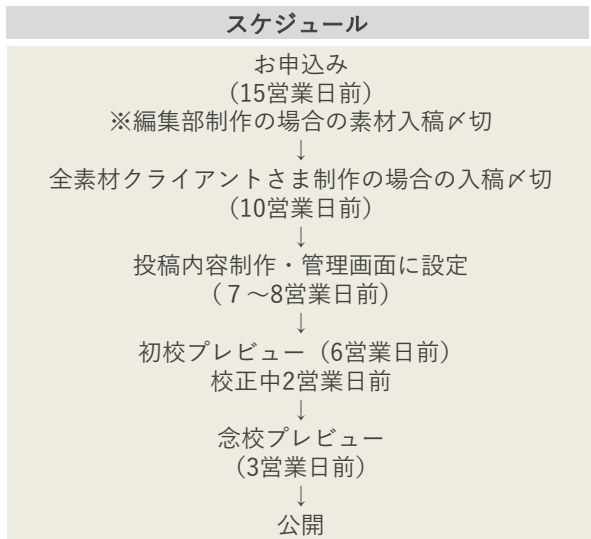 スケジュール
お申込み
（15営業日前）
※編集部制作の場合の素材入稿〆切
↓
全素材クライアントさま制作の場合の入稿〆切
（10営業日前）
↓
投稿内容制作・管理画面に設定
（７～8営業日前）
↓
初校プレビュー（6営業日前）
校正中2営業日前
↓
念校プレビュー
（3営業日前）
↓
公開